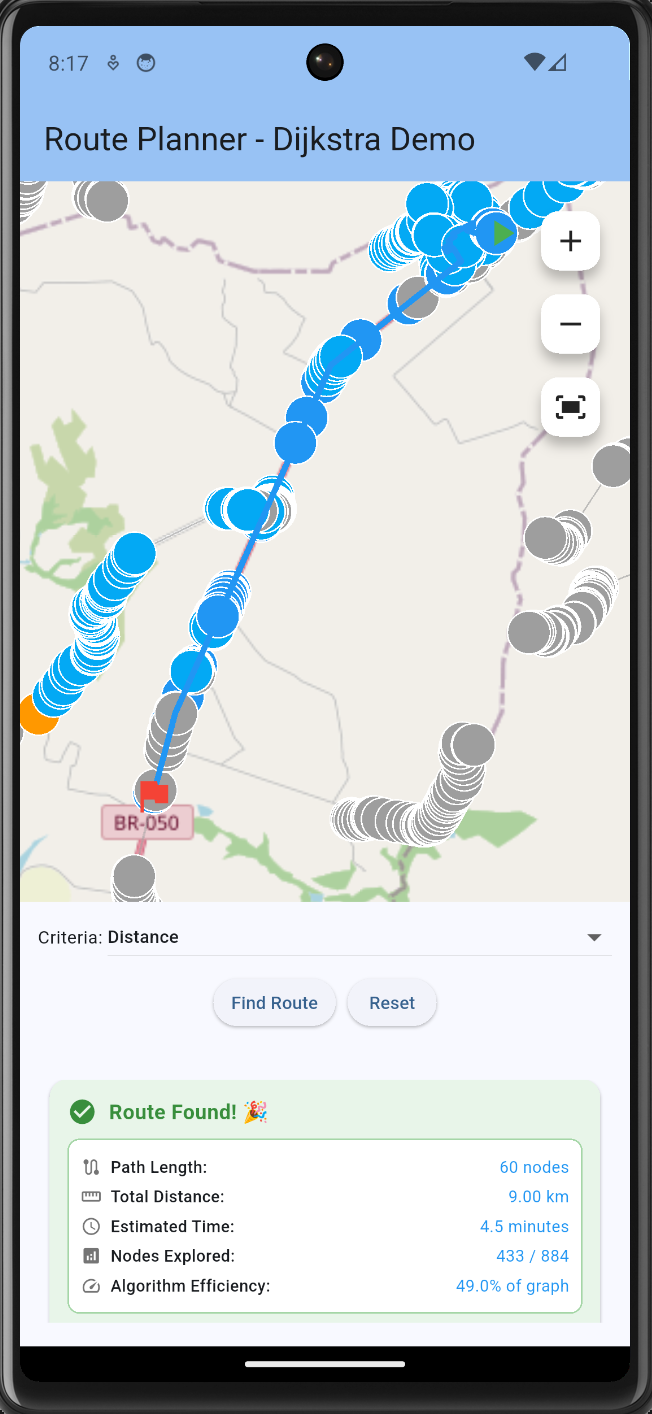 8:17
Route Planner - Dijkstra Demo
BR-050
Criteria: Distance
Find Route
Reset
Route Found! 🎉
Path Length: 60 nodes
Total Distance: 9.00 km
Estimated Time: 4.5 minutes
Nodes Explored: 433 / 884
Algorithm Efficiency: 49.0% of graph